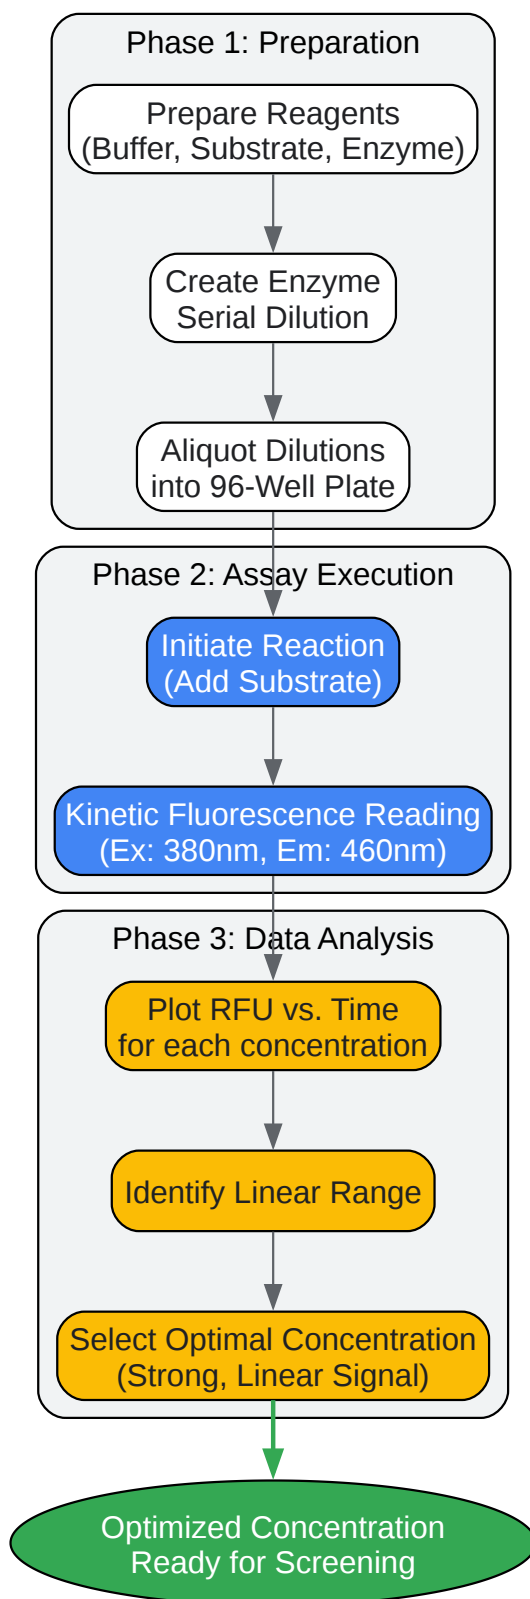 Phase 1: Preparation
Prepare Reagents
(Buffer, Substrate, Enzyme)
Create Enzyme
Serial Dilution
Aliquot Dilutions
into 96-Well Plate
Phase 2: Assay Execution
Initiate Reaction
(Add Substrate)
Kinetic Fluorescence Reading
(Ex: 380nm, Em: 460nm)
Phase 3: Data Analysis
Plot RFU vs. Time
for each concentration
Identify Linear Range
Select Optimal Concentration
(Strong, Linear Signal)
Optimized Concentration
Ready for Screening